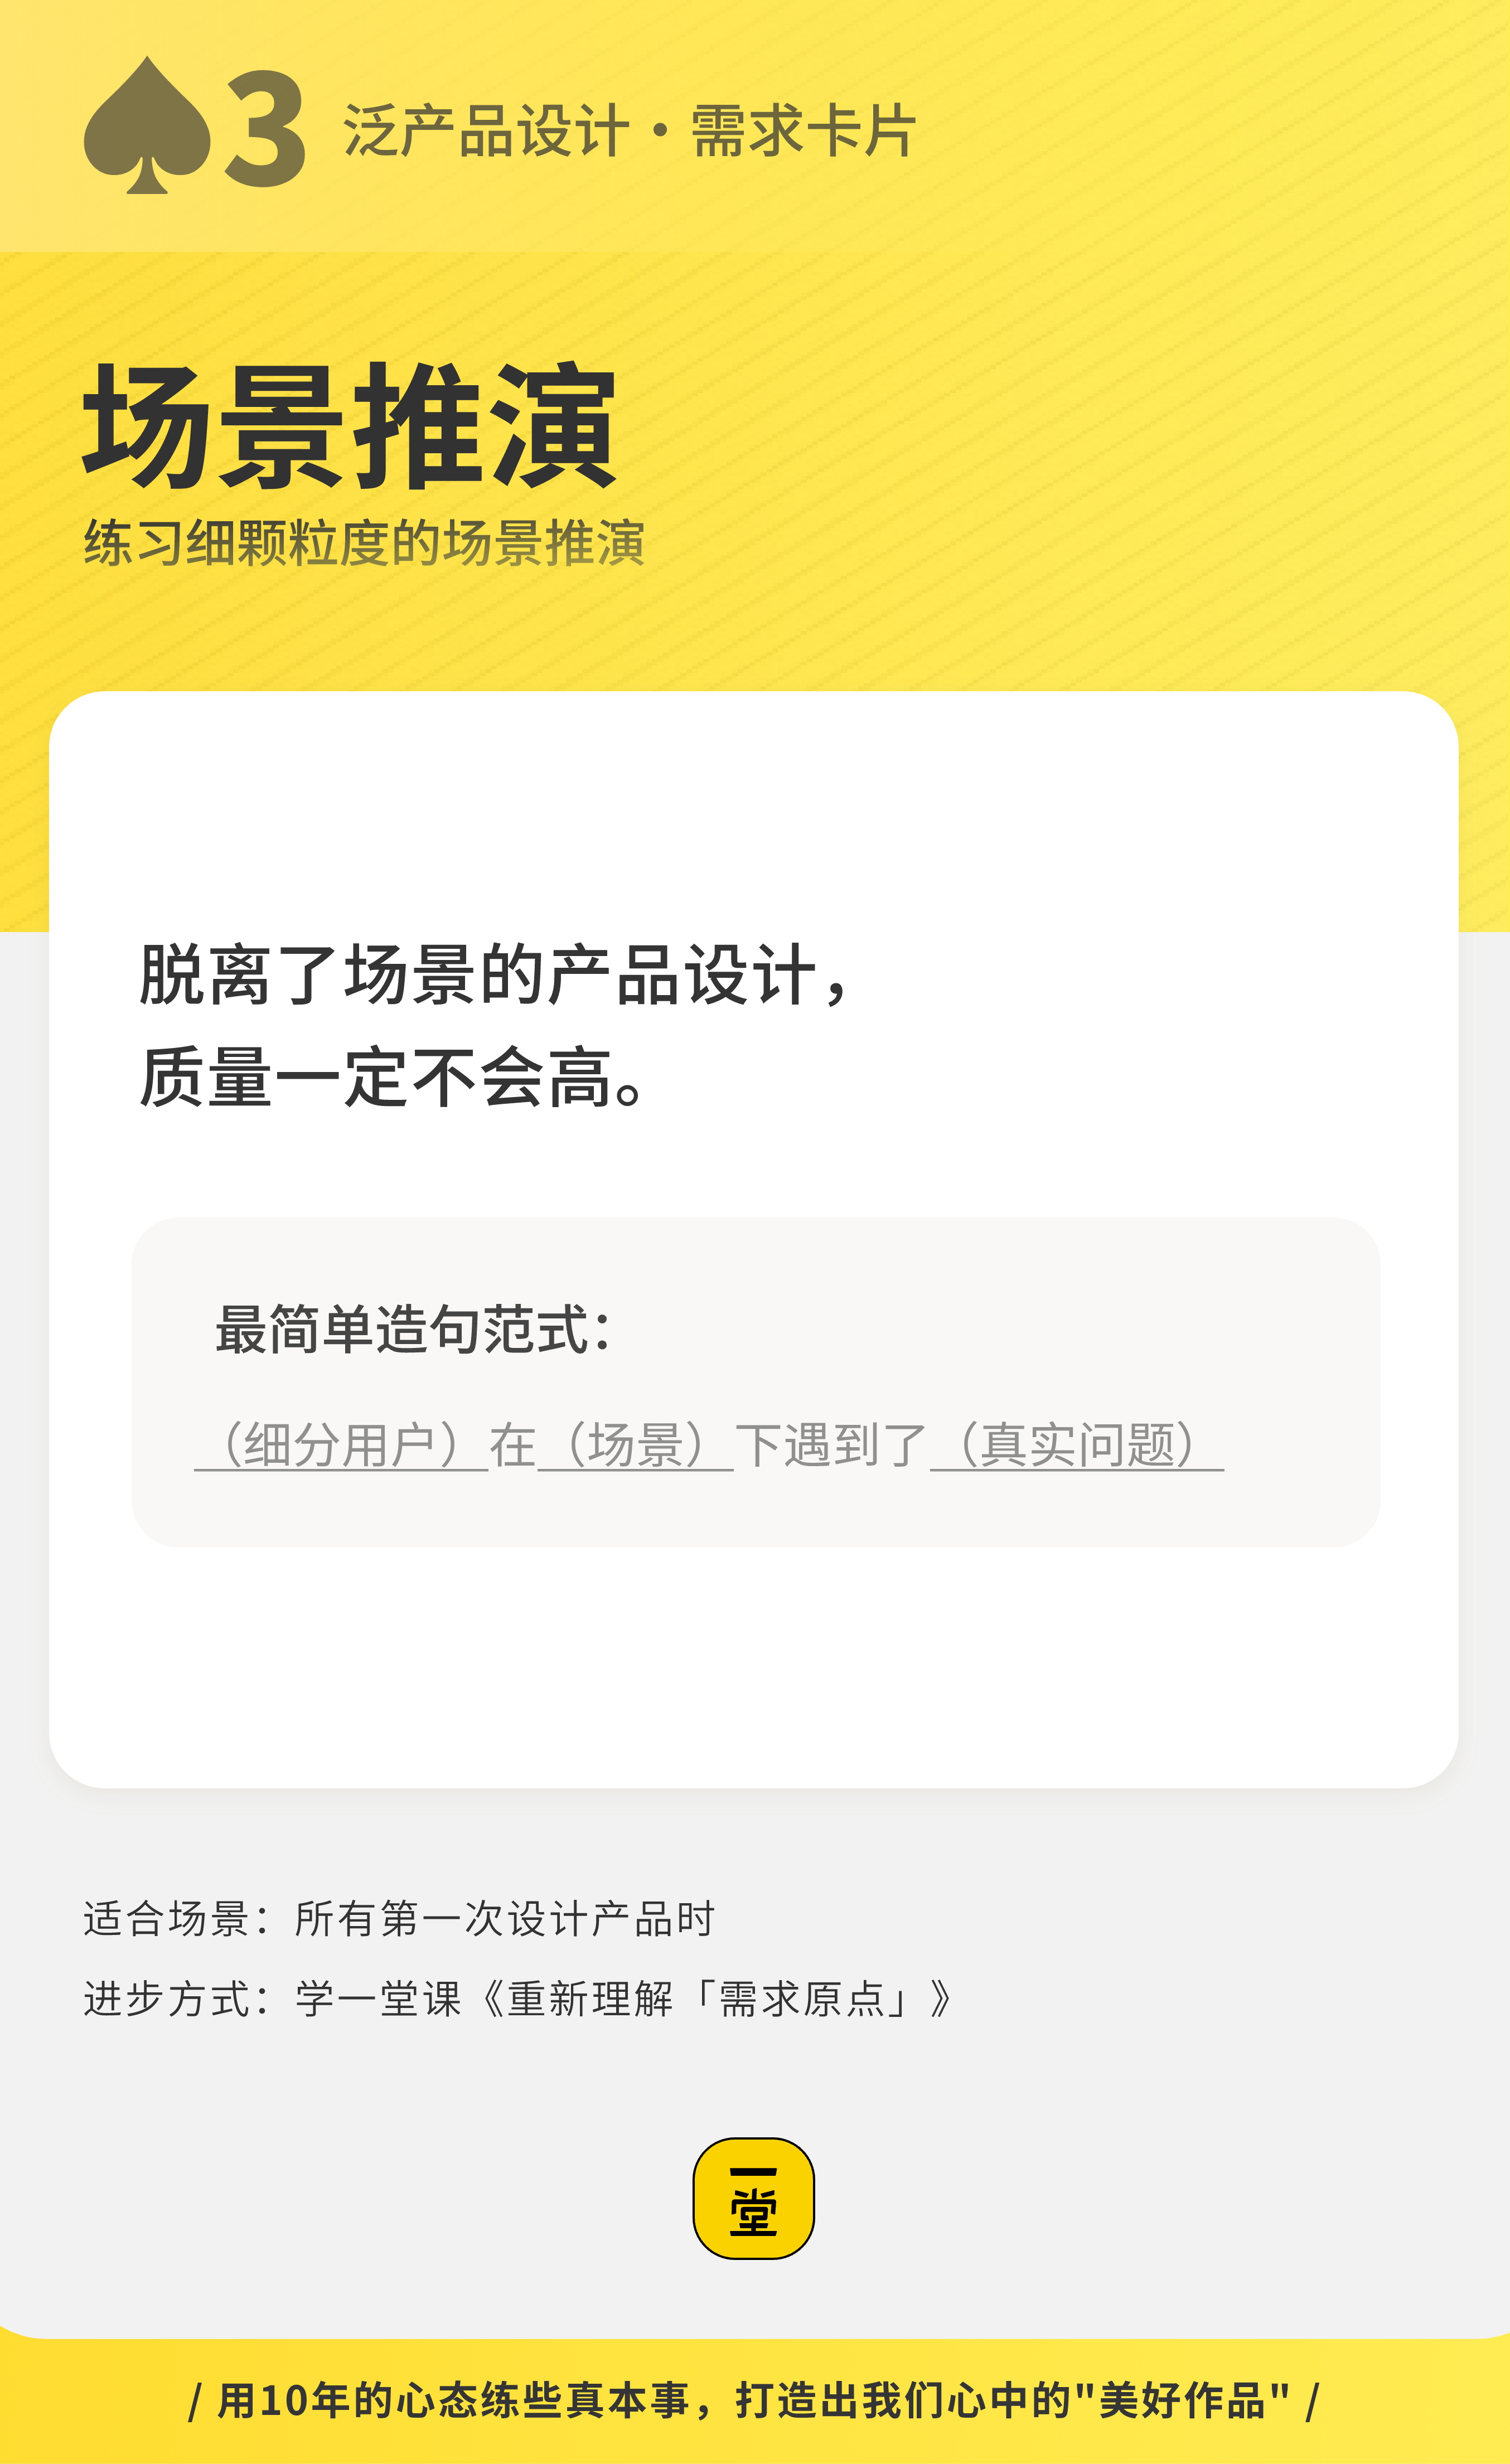 ♠3 泛产品设计·需求卡片
场景推演
练习细颗粒度的场景推演
脱离了场景的产品设计，
质量一定不会高。
最简单造句范式：
（细分用户）在（场景）下遇到了（真实问题）
适合场景：所有第一次设计产品时
进步方式：学一堂课《重新理解「需求原点」》
一
堂
/ 用10年的心态练些真本事，打造出我们心中的"美好作品" /